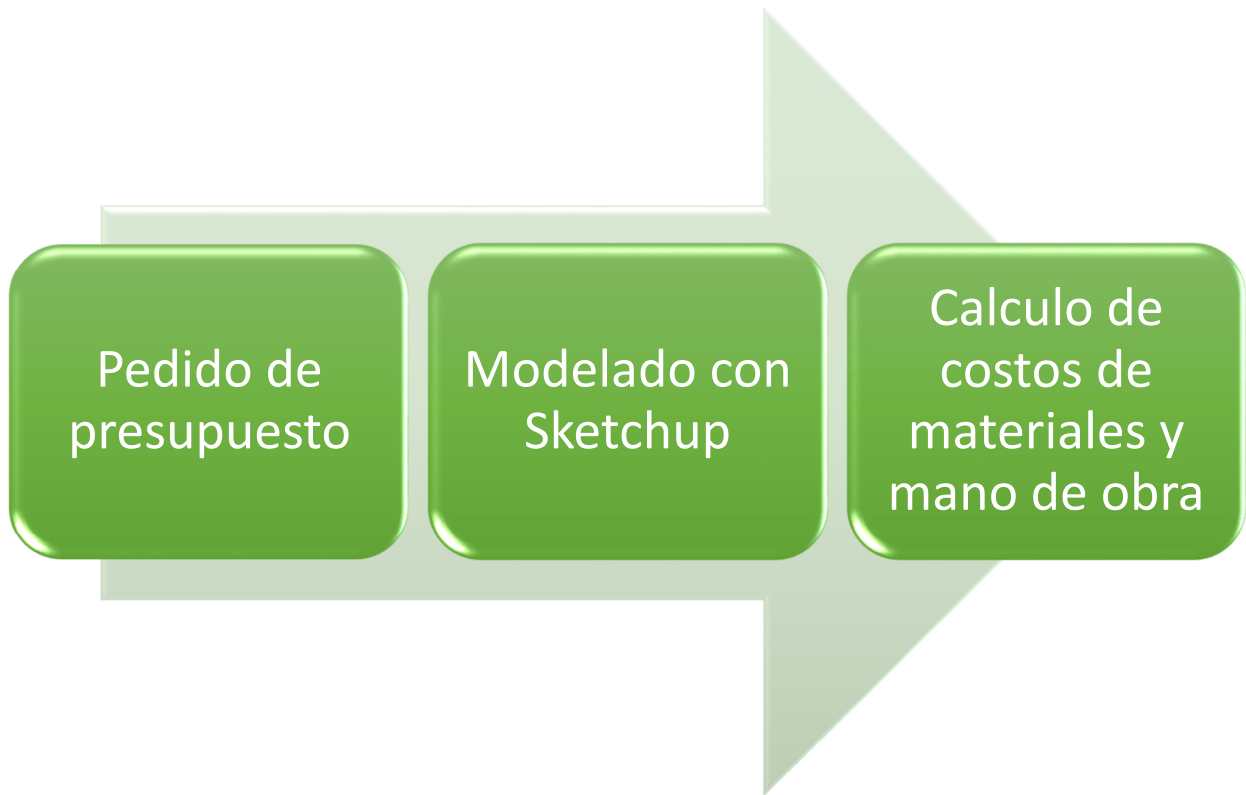 Pedido de
presupuesto
Modelado con
Sketchup
Calculo de
costos de
materiales y
mano de obra